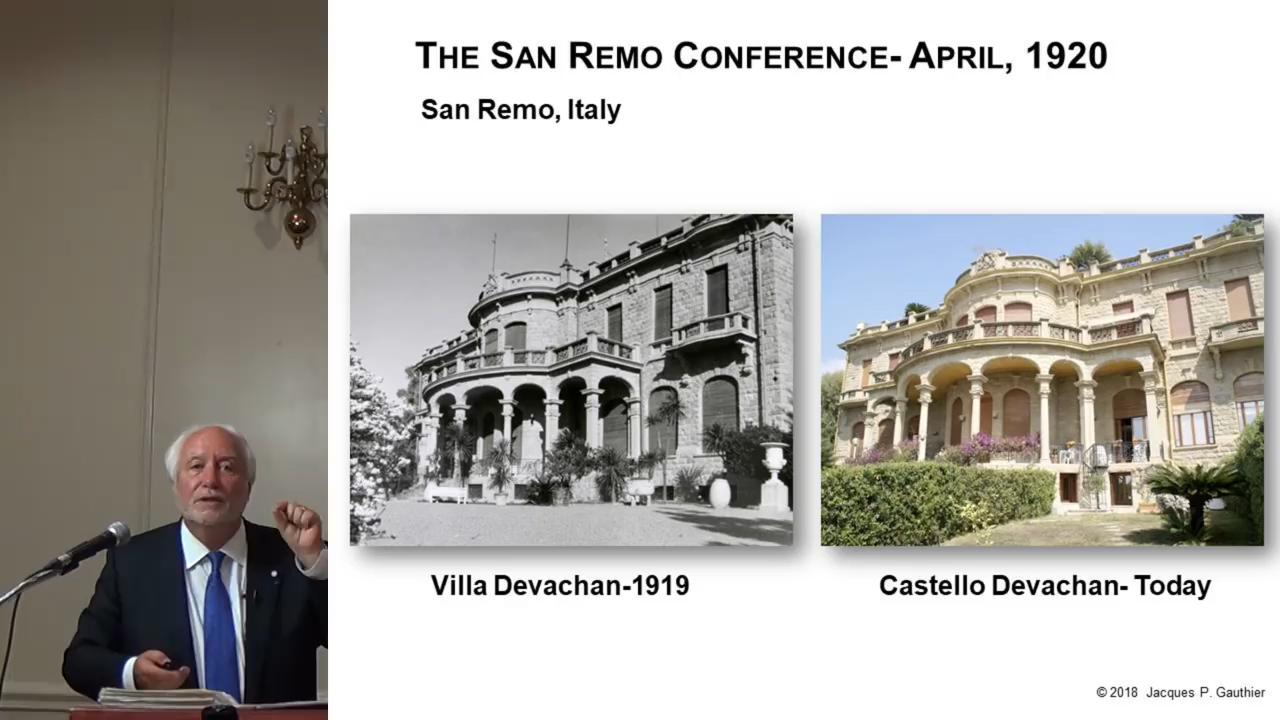 THE SAN REMO CONFERENCE- APRIL, 1920
San Remo, Italy
Villa Devachan-1919
Castello Devachan- Today
© 2018 Jacques P. Gauthier